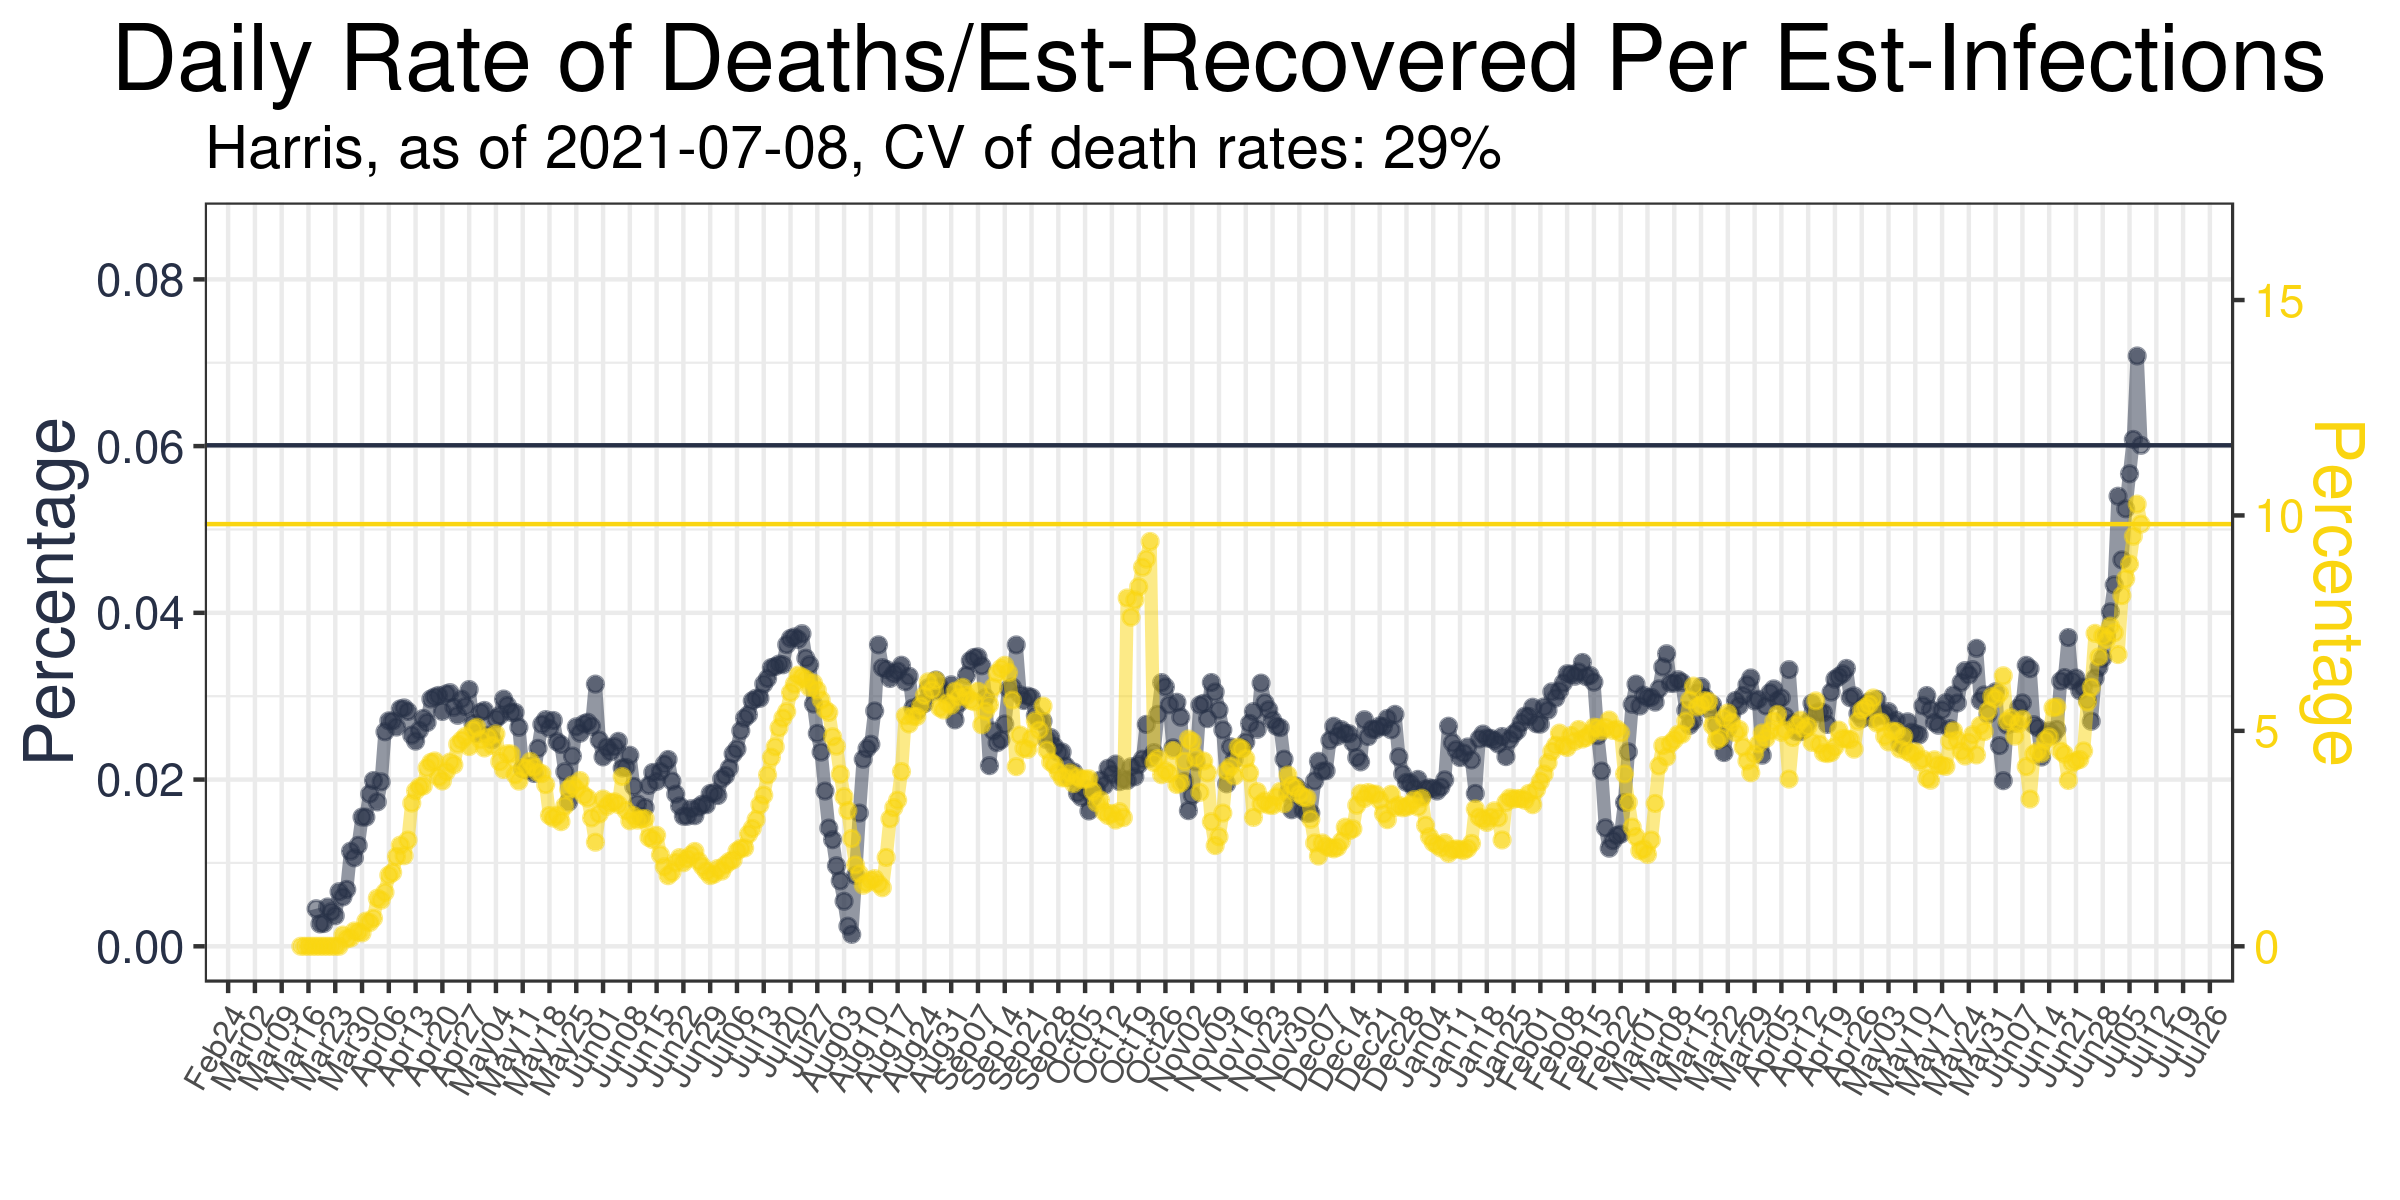 Daily Rate of Deaths/Est-Recovered Per Est-Infections
Harris, as of 2021-07-08, CV of death rates: 29%
Percentage
0.08
0.06
0.04
0.02
0.00
15
10
5
0
Percentage
Feb24
Mar02
Mar09
Mar16
Mar23
Mar30
Apr06
Apr13
Apr20
Apr27
May04
May11
May18
May25
Jun01
Jun08
Jun15
Jun22
Jun29
Jul06
Jul13
Jul20
Jul27
Aug03
Aug10
Aug17
Aug24
Aug31
Sep07
Sep14
Sep21
Sep28
Oct05
Oct12
Oct19
Oct26
Nov02
Nov09
Nov16
Nov23
Nov30
Dec07
Dec14
Dec21
Dec28
Jan04
Jan11
Jan18
Jan25
Feb01
Feb08
Feb15
Feb22
Mar01
Mar08
Mar15
Mar22
Mar29
Apr05
Apr12
Apr19
Apr26
May03
May10
May17
May24
May31
Jun07
Jun14
Jun21
Jun28
Jul05
Jul12
Jul19
Jul26